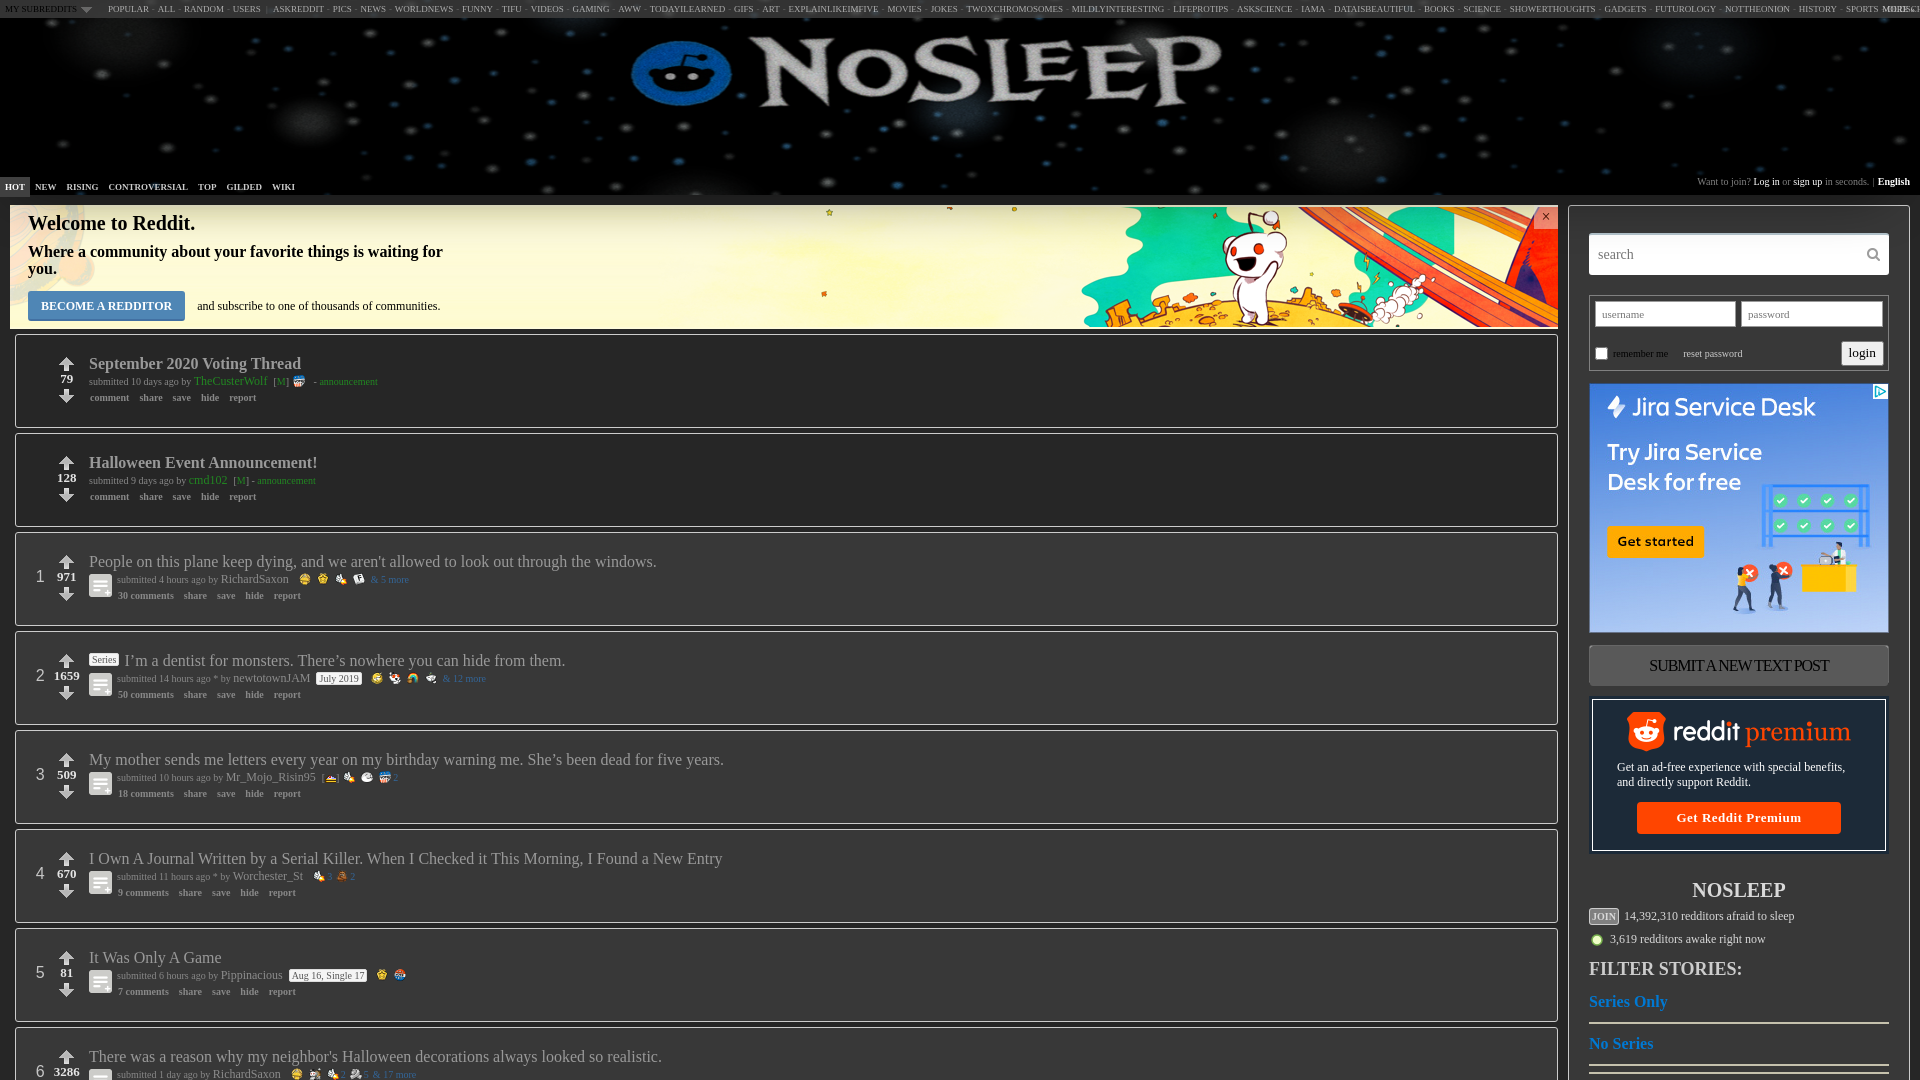 MY SUBREDDITS POPULAR - ALL - RANDOM - USERS | ASKREDDIT - PICS - NEWS - WORLDNEWS - FUNNY - TIFU - VIDEOS - GAMING - AWW - TODAYILEARNED - GIFS - ART - EXPLAINLIKEIMFIVE - MOVIES - JOKES - TWOXCHROMOSOMES - MILDLYINTERESTING - LIFEPROTIPS - ASKSCIENCE - IAMA - DATAISBEAUTIFUL - BOOKS - SCIENCE - SHOWERTHOUGHTS - GADGETS - FUTUROLOGY - NOTTHEONION - HISTORY - SPORTS
NOSLEEP
HOT NEW RISING CONTROVERSIAL TOP GILDED WIKI
Want to join? Log in or sign up in seconds. | English
Welcome to Reddit.
Where a community about your favorite things is waiting for
you.
BECOME A REDDITOR and subscribe to one of thousands of communities.
×
79
September 2020 Voting Thread
submitted 10 days ago by TheCusterWolf [M] - announcement
comment share save hide report
128
Halloween Event Announcement!
submitted 9 days ago by cmd102 [M] - announcement
comment share save hide report
1
971
People on this plane keep dying, and we aren't allowed to look out through the windows.
submitted 4 hours ago by RichardSaxon & 5 more
30 comments share save hide report
2
1659
Series I’m a dentist for monsters. There’s nowhere you can hide from them.
submitted 14 hours ago * by newtotownJAM July 2019 & 12 more
50 comments share save hide report
3
509
My mother sends me letters every year on my birthday warning me. She’s been dead for five years.
submitted 10 hours ago by Mr_Mojo_Risin95 [] 2
18 comments share save hide report
4
670
I Own A Journal Written by a Serial Killer. When I Checked it This Morning, I Found a New Entry
submitted 11 hours ago * by Worchester_St 3 2
9 comments share save hide report
5
81
It Was Only A Game
submitted 6 hours ago by Pippinacious Aug 16, Single 17
7 comments share save hide report
6
3286
There was a reason why my neighbor's Halloween decorations always looked so realistic.
submitted 1 day ago by RichardSaxon 2 5 & 17 more
search
username password
remember me reset password login
Jira Service Desk
Try Jira Service
Desk for free
Get started
SUBMIT A NEW TEXT POST
reddit premium
Get an ad-free experience with special benefits,
and directly support Reddit.
Get Reddit Premium
NOSLEEP
JOIN 14,392,310 redditors afraid to sleep
3,619 redditors awake right now
FILTER STORIES:
Series Only
No Series